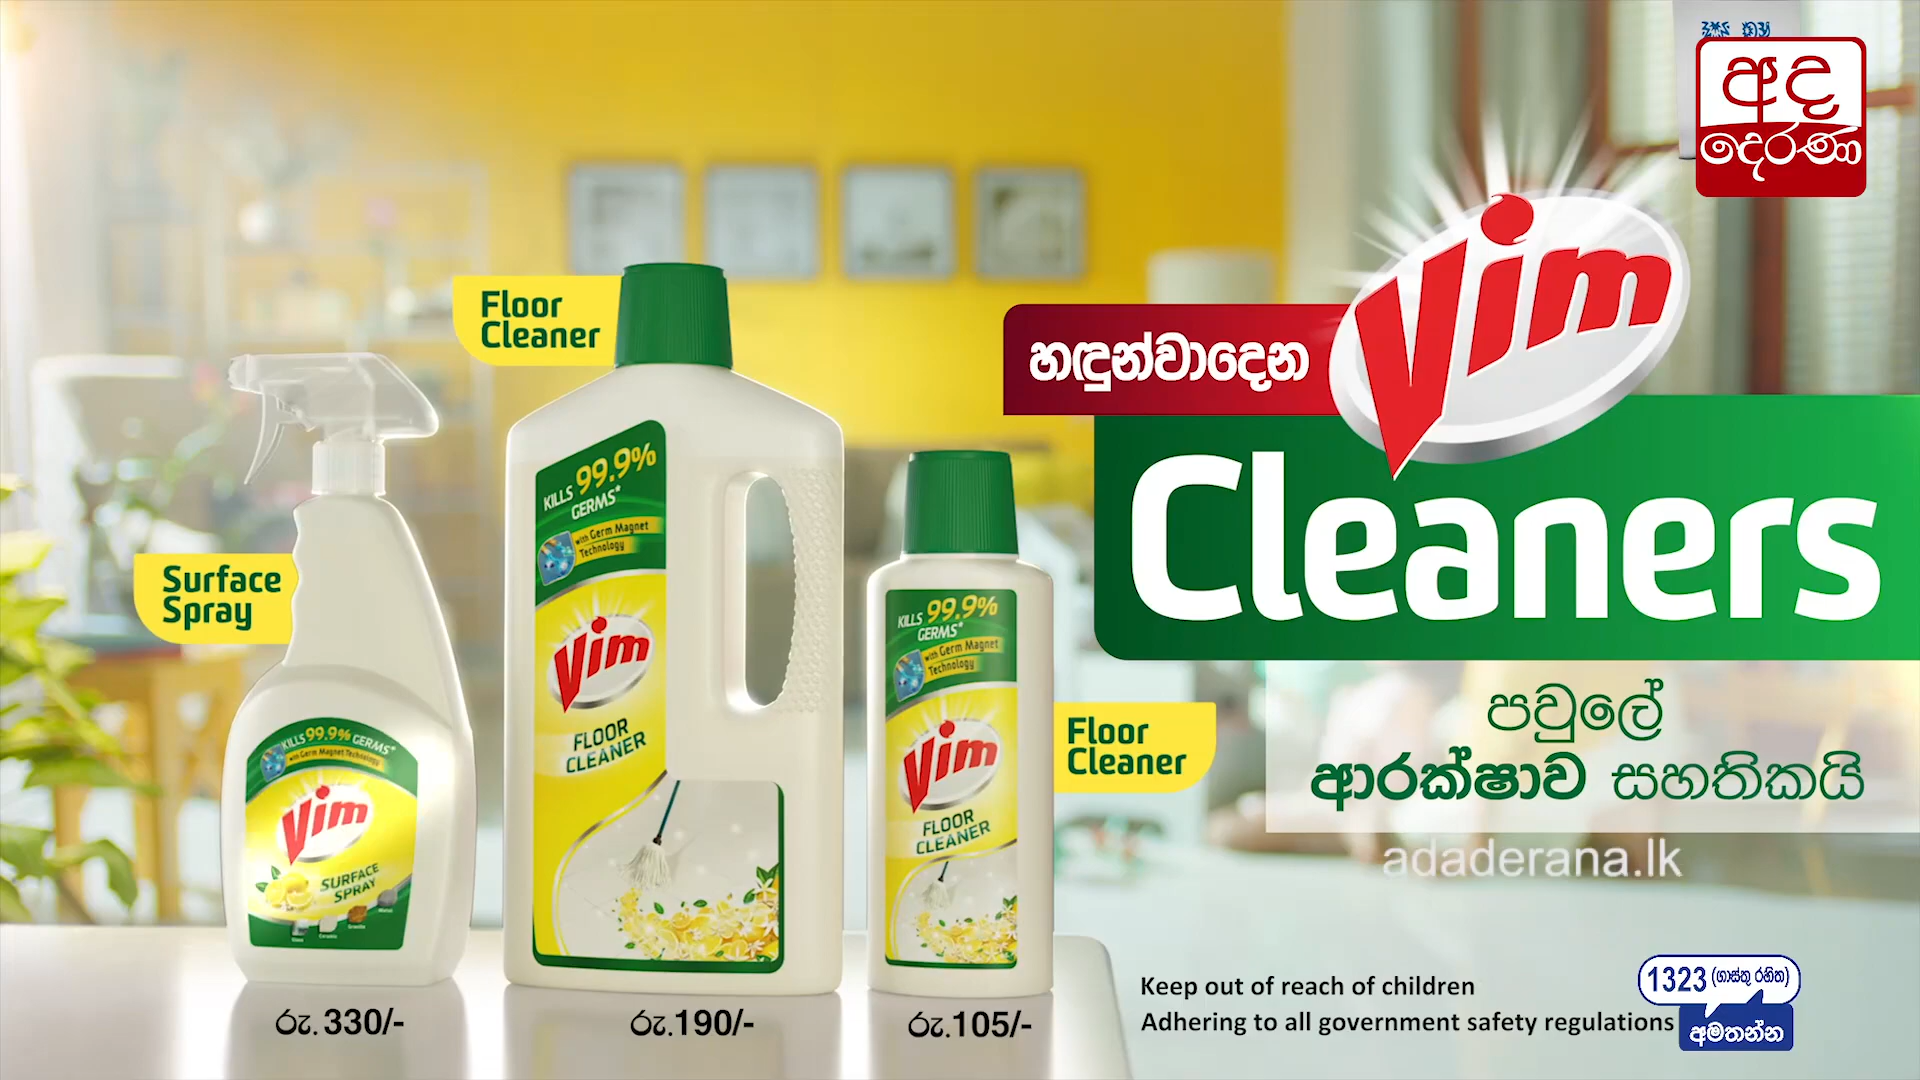 අද
දෙරණ
හඳුන්වාදෙන
Vim
Cleaners
පවුලේ
ආරක්ෂාව සහතිකයි
adaderana.lk
Floor
Cleaner
Surface
Spray
Floor
Cleaner
KILLS 99.9% GERMS*
with Germ Magnet Technology
Vim
SURFACE
SPRAY
KILLS 99.9%
GERMS*
with Germ Magnet
Technology
Vim
FLOOR
CLEANER
KILLS 99.9%
GERMS*
with Germ Magnet
Technology
Vim
FLOOR
CLEANER
රු. 330/-
රු.190/-
රු.105/-
Keep out of reach of children
Adhering to all government safety regulations
1323 (ගාස්තු රහිත)
අමතන්න